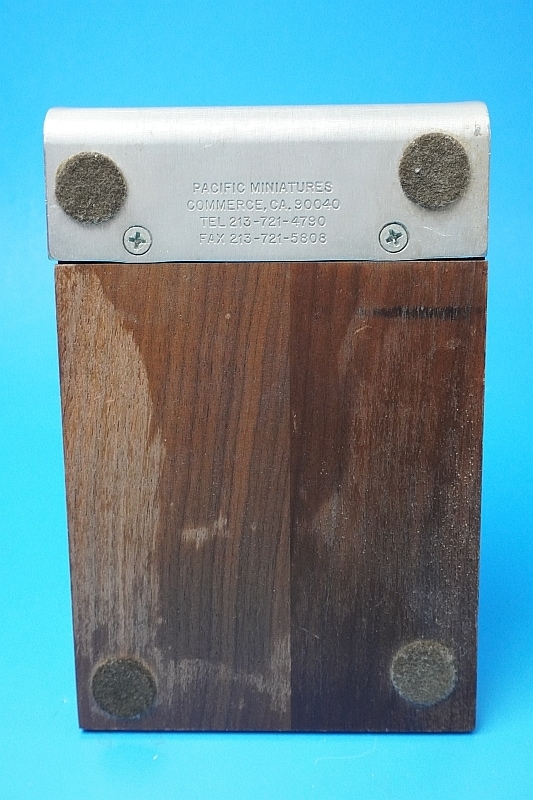 PACIFIC MINIATURES
COMMERCE, CA. 90040
TEL 213-721-4790
FAX 213-721-5808